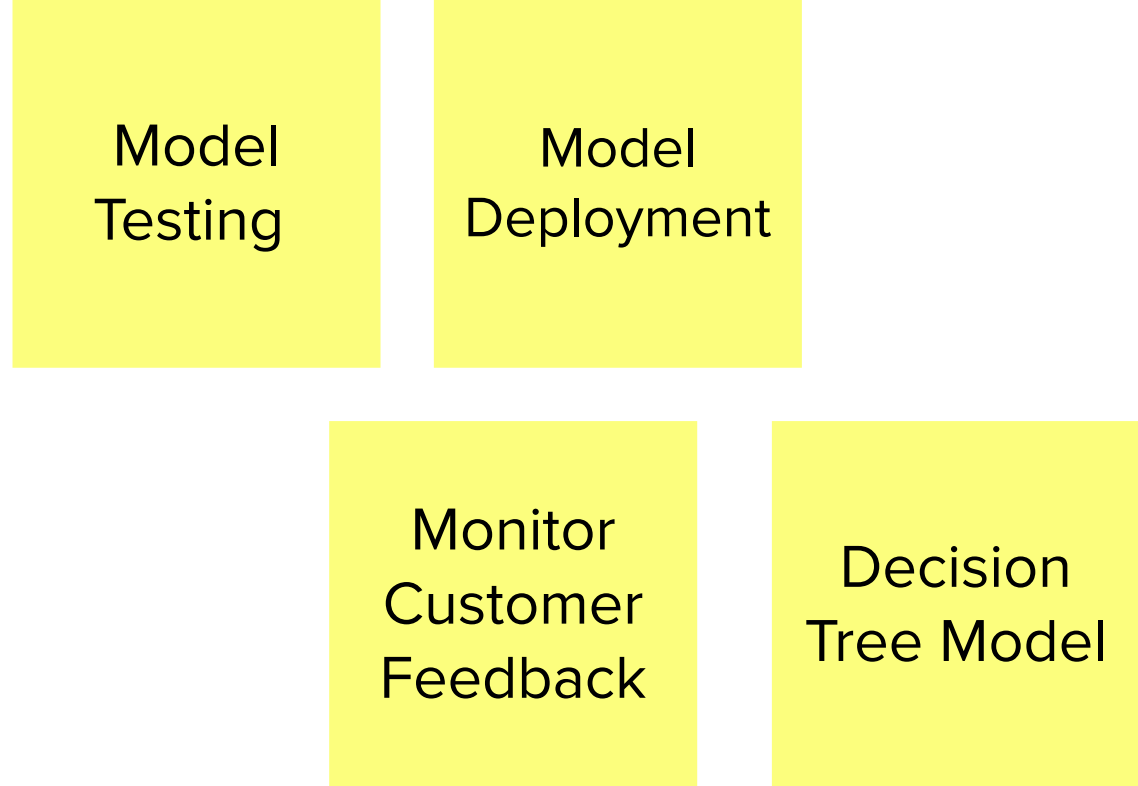 Model
Testing
Model
Deployment
Monitor
Customer
Feedback
Decision
Tree Model